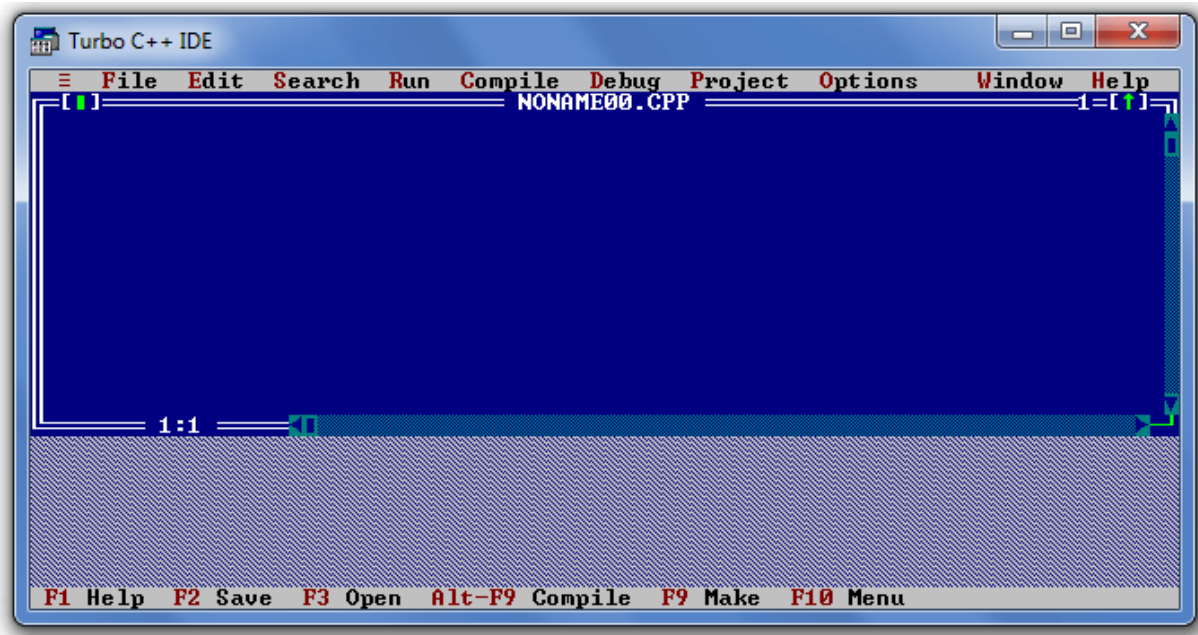 Turbo C++ IDE
≡ File Edit Search Run Compile Debug Project Options Window Help
[■] NONAME00.CPP 1=[↑]
1:1
F1 Help F2 Save F3 Open Alt-F9 Compile F9 Make F10 Menu